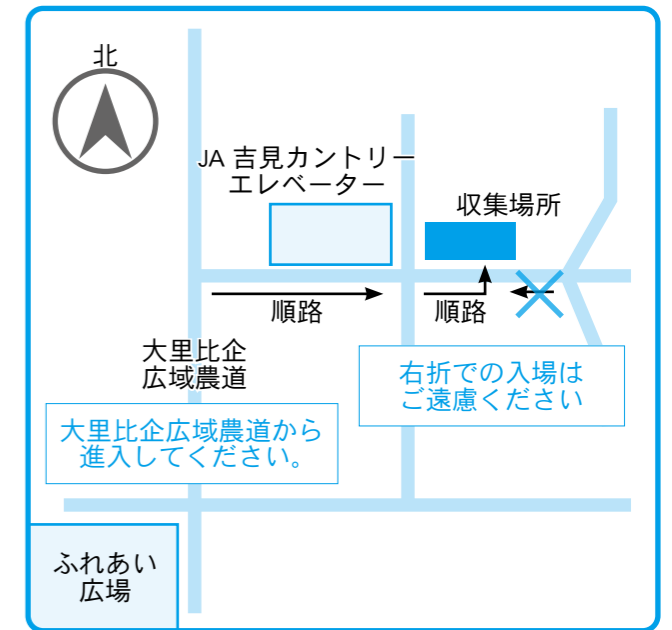 北
JA 吉見カントリー
エレベーター
収集場所
順路
順路
大里比企
広域農道
右折での入場は
ご遠慮ください
大里比企広域農道から
進入してください。
ふれあい
広場